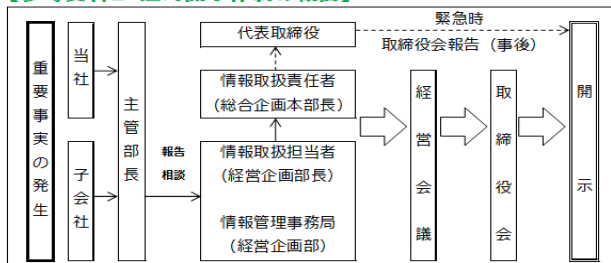 重要事実の発生
当社
子会社
主管部長
報告
相談
代表取締役
情報取扱責任者
(総合企画本部長)
情報取扱担当者
(経営企画部長)
情報管理事務局
(経営企画部)
緊急時
取締役会報告(事後)
経営会議
取締役会
開示